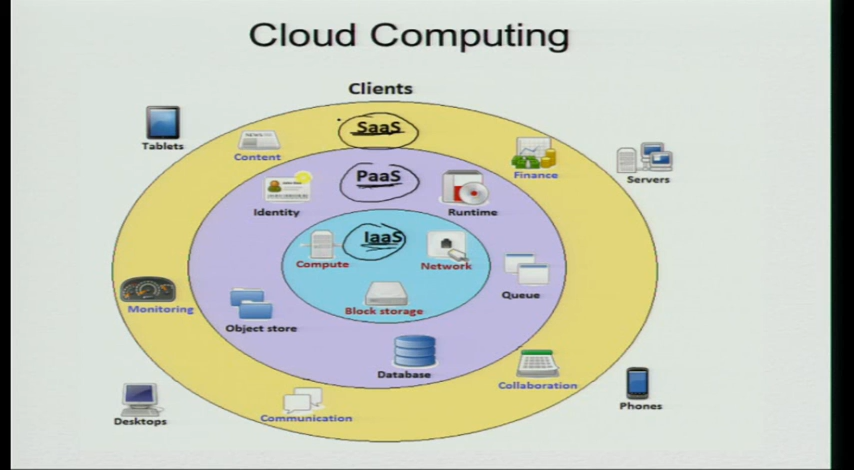 Cloud Computing
Clients
SaaS
Tablets
NEWS
Content
Finance
Servers
PaaS
Identity
Runtime
IaaS
Compute
Network
Queue
Monitoring
Object store
Block storage
Database
Collaboration
Desktops
Communication
Phones